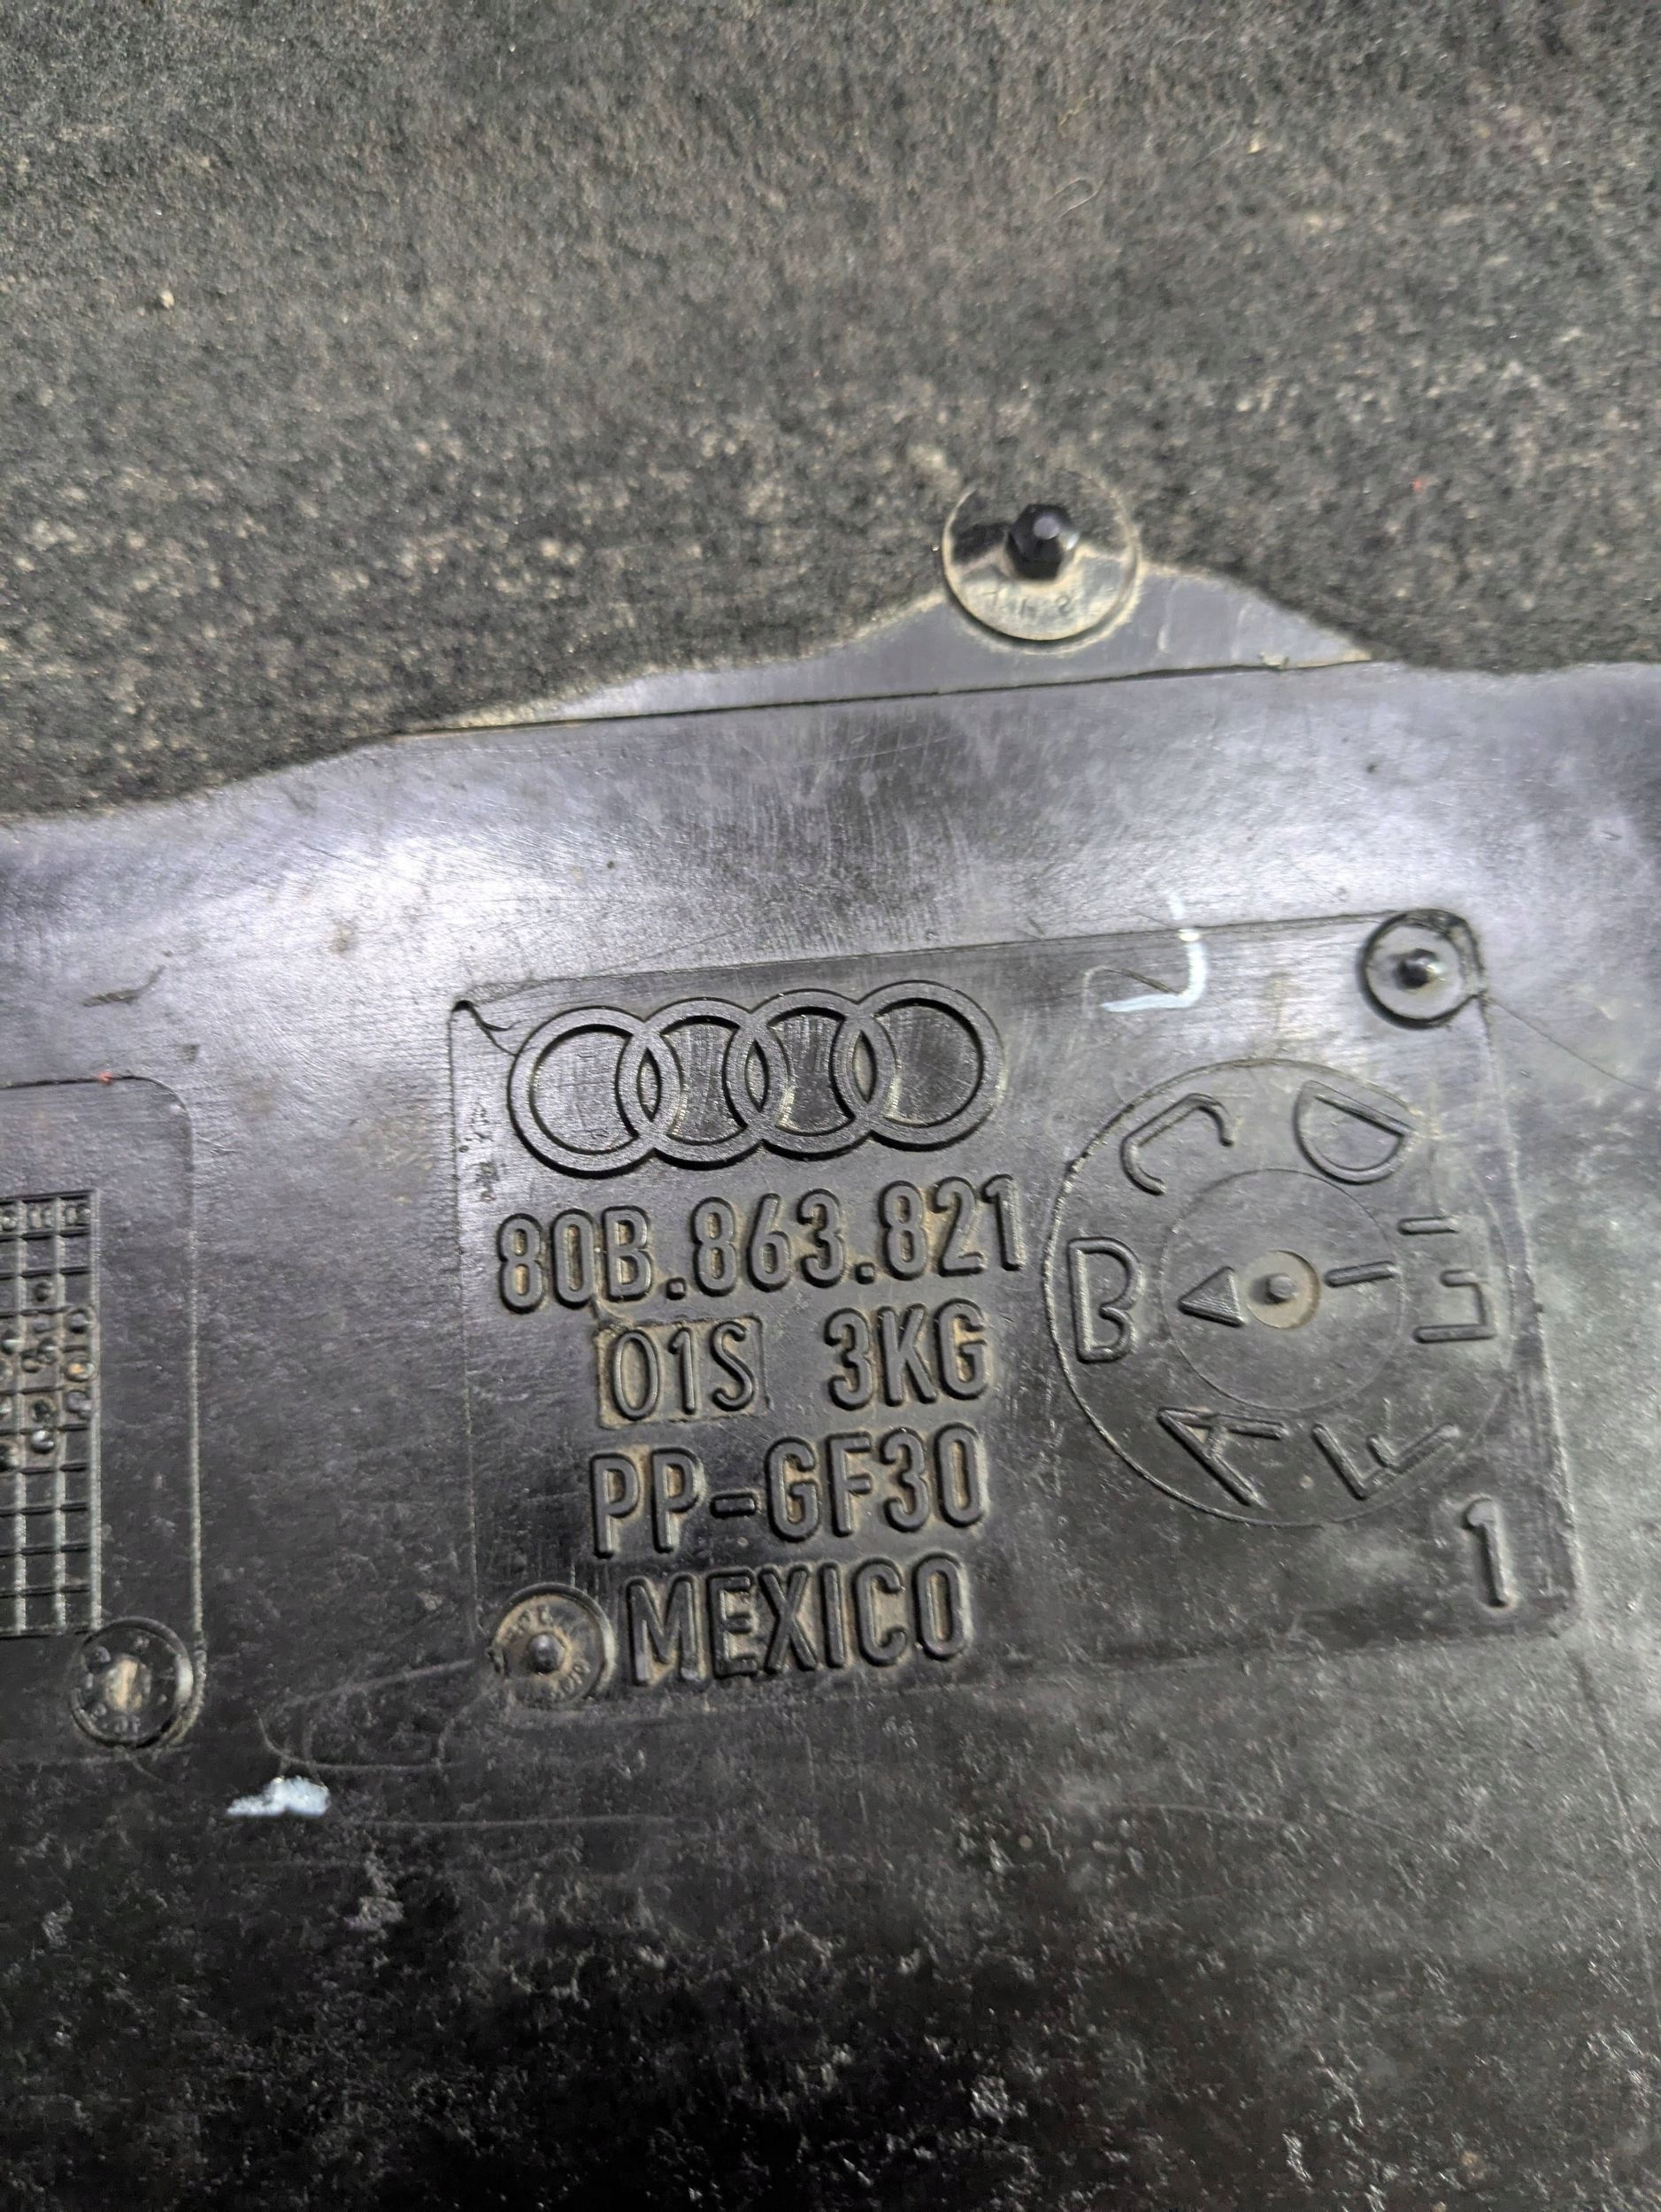 80B.863.821
01S 3KG
PP-GF30
MEXICO
A B C D E F
1